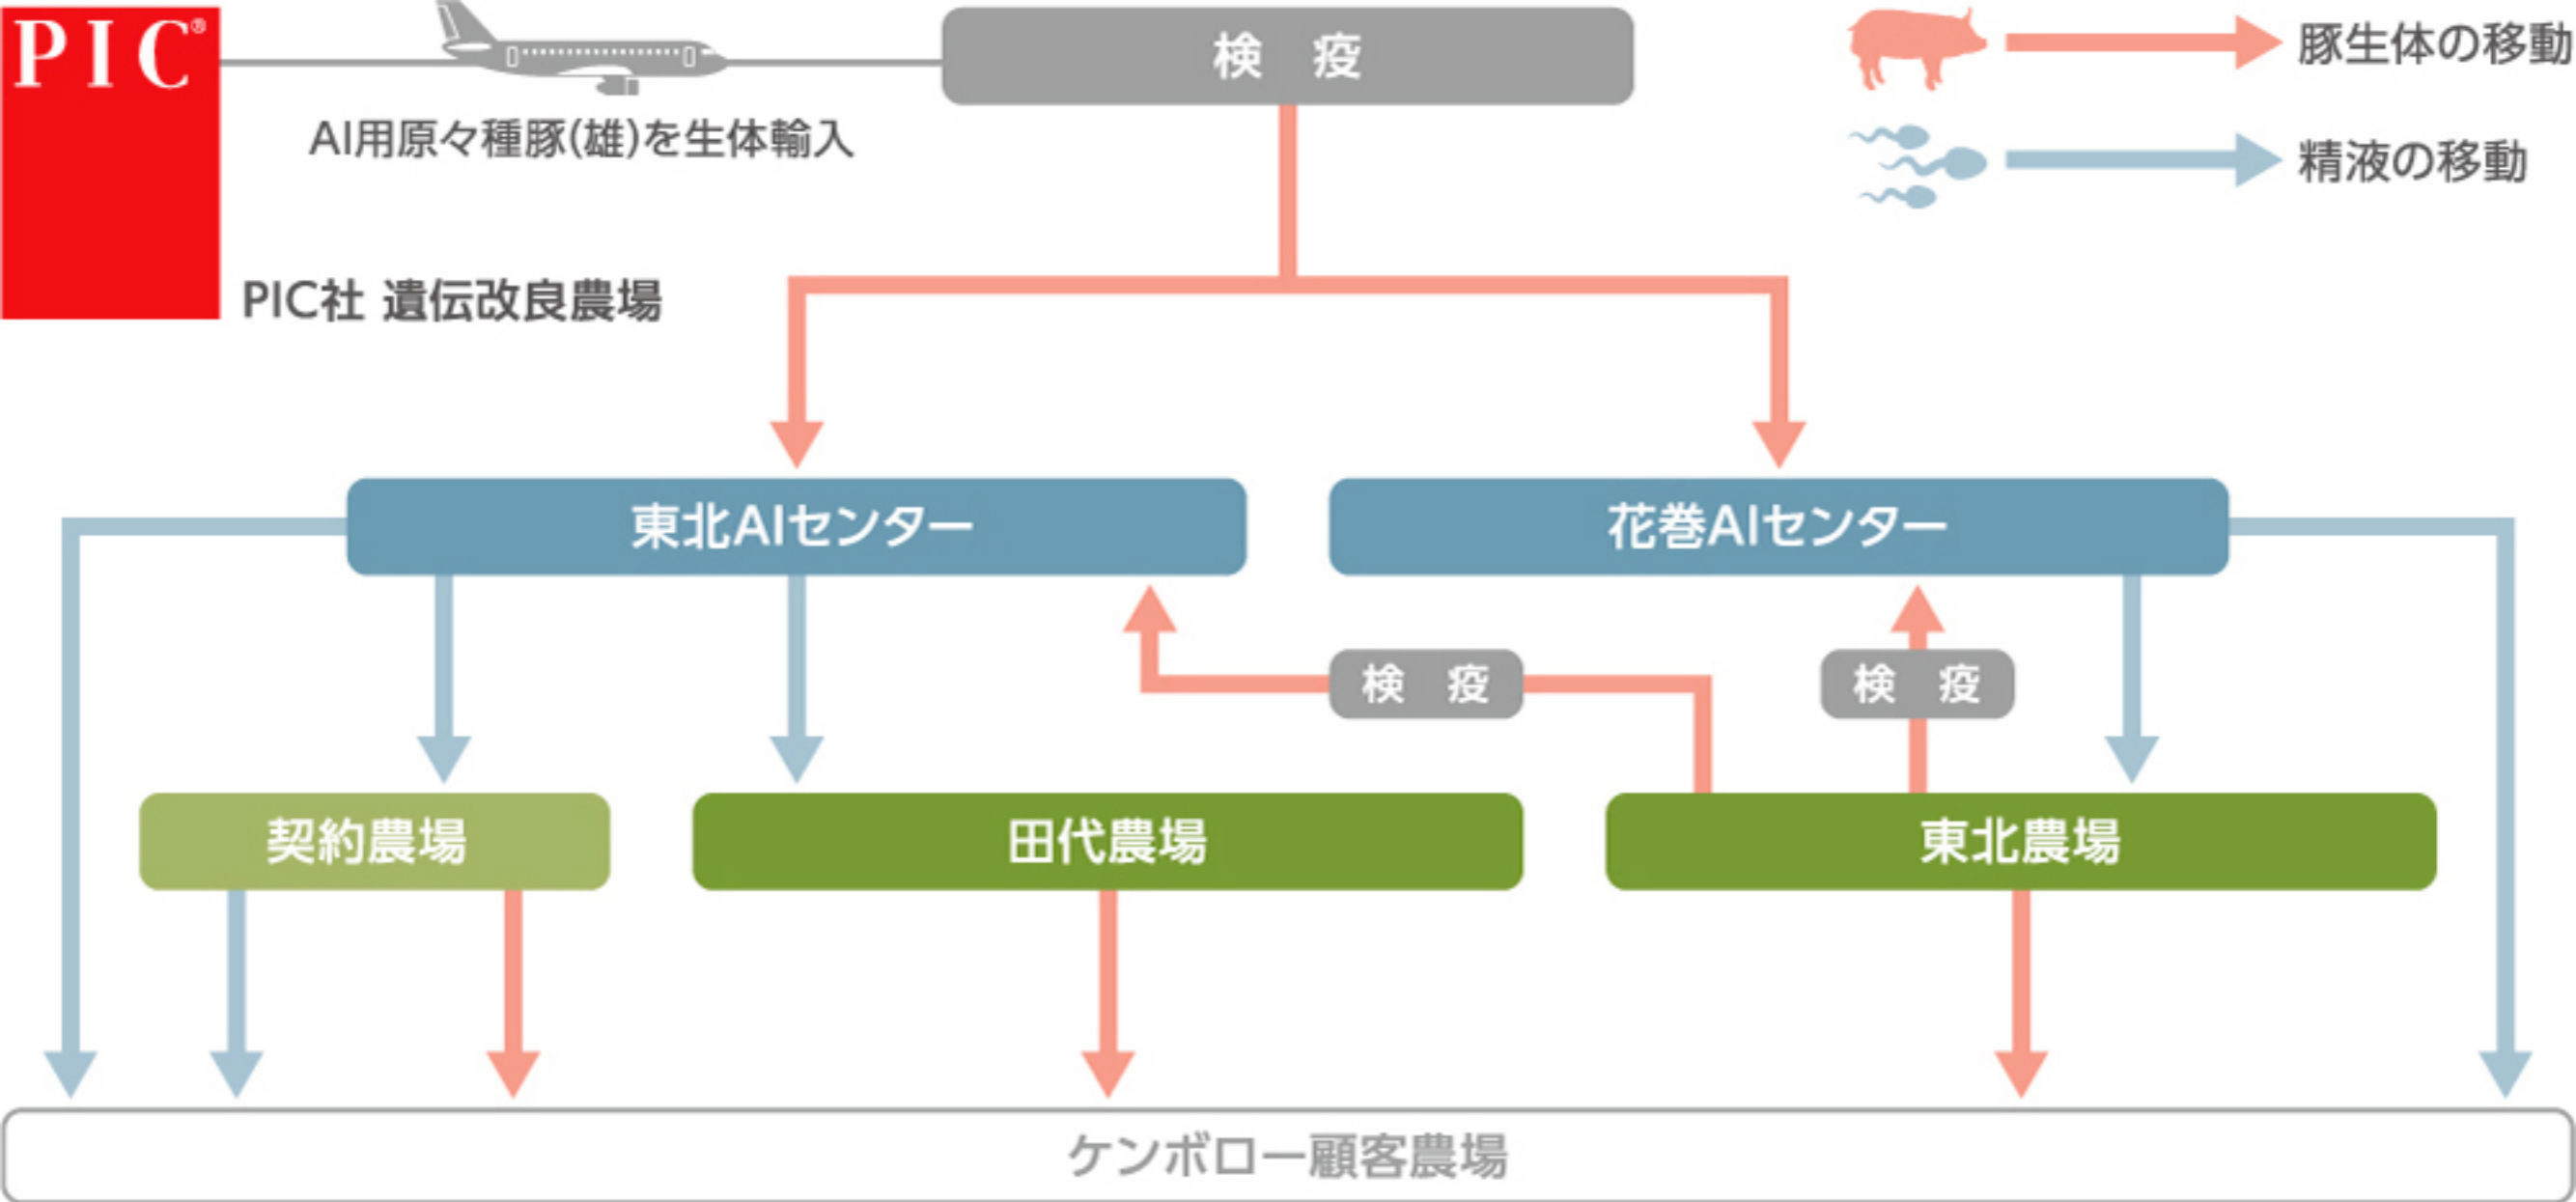 PIC®
検 疫
豚生体の移動
AI用原々種豚(雄)を生体輸入
精液の移動
PIC社 遺伝改良農場
東北AIセンター
花巻AIセンター
検 疫
検 疫
契約農場
田代農場
東北農場
ケンボロー顧客農場